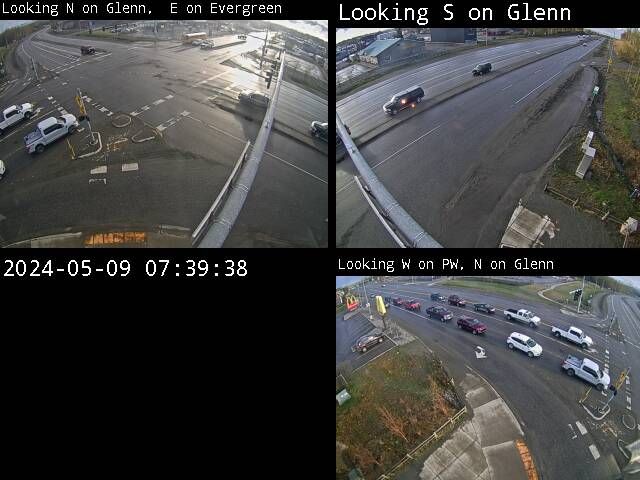 Looking N on Glenn, E on Evergreen
Looking S on Glenn
2024-05-09 07:39:38
Looking W on PW, N on Glenn